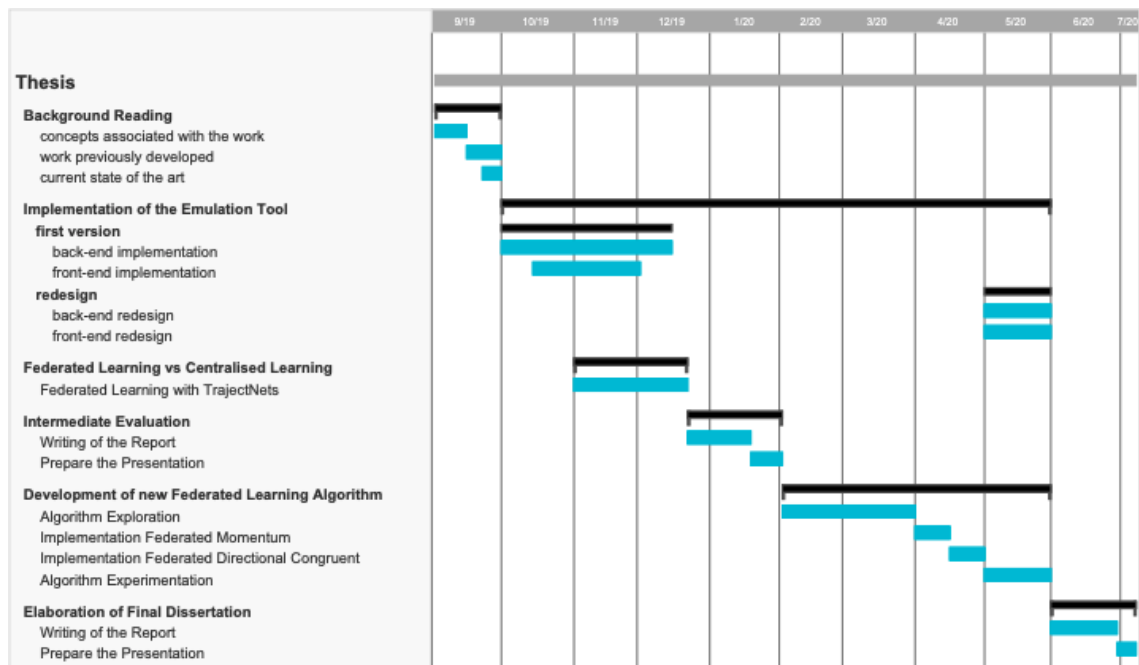 9/19 10/19 11/19 12/19 1/20 2/20 3/20 4/20 5/20 6/20 7/20
Thesis
Background Reading
concepts associated with the work
work previously developed
current state of the art
Implementation of the Emulation Tool
first version
back-end implementation
front-end implementation
redesign
back-end redesign
front-end redesign
Federated Learning vs Centralised Learning
Federated Learning with TrajectNets
Intermediate Evaluation
Writing of the Report
Prepare the Presentation
Development of new Federated Learning Algorithm
Algorithm Exploration
Implementation Federated Momentum
Implementation Federated Directional Congruent
Algorithm Experimentation
Elaboration of Final Dissertation
Writing of the Report
Prepare the Presentation